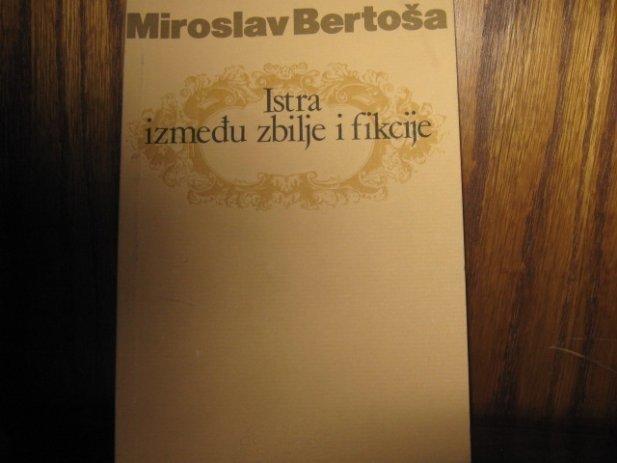 Miroslav Bertoša
Istra
između zbilje i fikcije